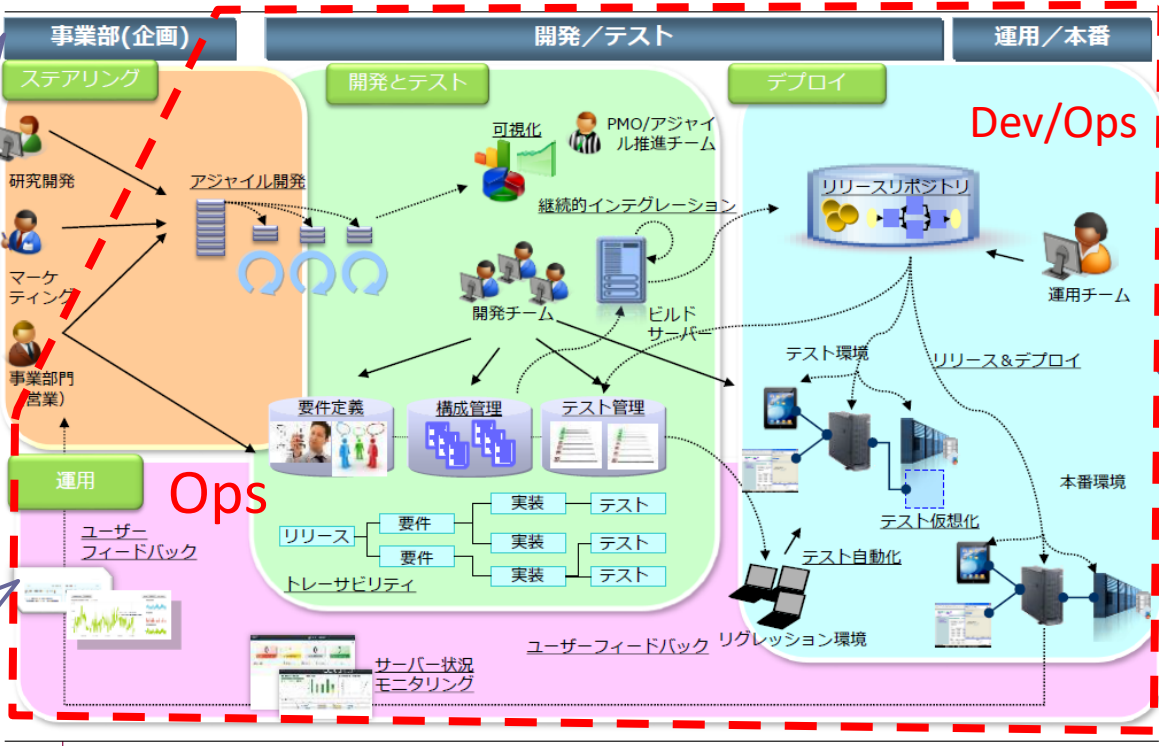 事業部(企画)
開発／テスト
運用／本番
ステアリング
開発とテスト
デプロイ
Dev/Ops
研究開発
アジャイル開発
可視化
PMO/アジャイ
ル推進チーム
リリースリポジトリ
継続的インテグレーション
マーケ
ティング
開発チーム
ビルド
サーバー
運用チーム
事業部門
営業）
テスト環境
リリース＆デプロイ
要件定義
構成管理
テスト管理
運用
Ops
本番環境
テスト仮想化
ユーザー
フィードバック
リリース
要件
要件
実装
実装
実装
テスト
テスト
テスト
トレーサビリティ
テスト自動化
リグレッション環境
ユーザーフィードバック
サーバー状況
モニタリング